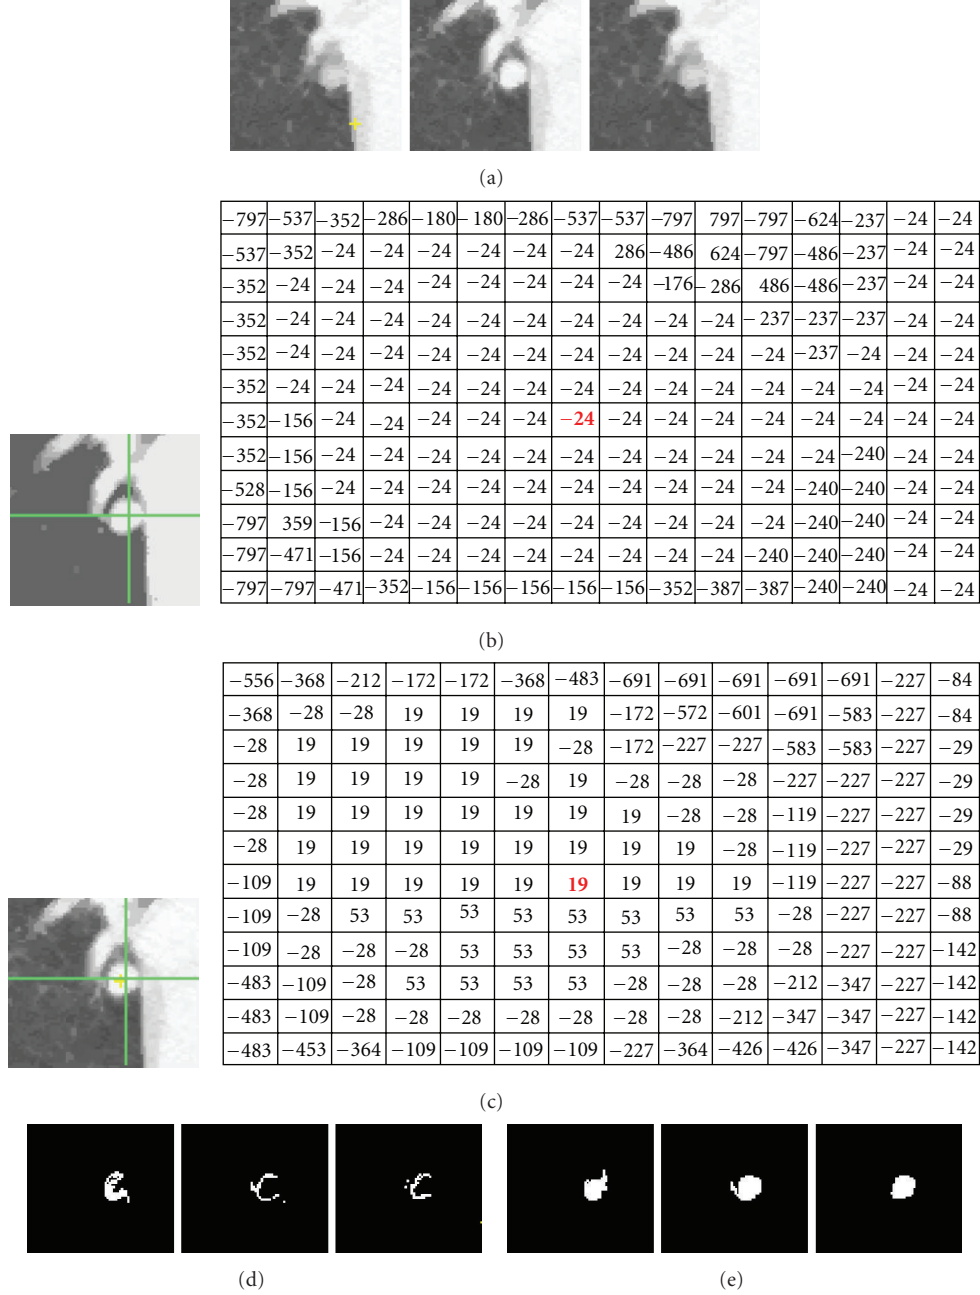 (a)
−797 −537 −352 −286 −180 −180 −286 −537 −537 −797 797 −797 −624 −237 −24 −24
−537 −352 −24 −24 −24 −24 −24 −24 286 −486 624 −797 −486 −237 −24 −24
−352 −24 −24 −24 −24 −24 −24 −24 −24 −176 −286 486 −486 −237 −24 −24
−352 −24 −24 −24 −24 −24 −24 −24 −24 −24 −24 −237 −237 −237 −24 −24
−352 −24 −24 −24 −24 −24 −24 −24 −24 −24 −24 −24 −237 −24 −24 −24
−352 −24 −24 −24 −24 −24 −24 −24 −24 −24 −24 −24 −24 −24 −24 −24
−352 −156 −24 −24 −24 −24 −24 −24 −24 −24 −24 −24 −24 −24 −24 −24
−352 −156 −24 −24 −24 −24 −24 −24 −24 −24 −24 −24 −24 −240 −24 −24
−528 −156 −24 −24 −24 −24 −24 −24 −24 −24 −24 −24 −240 −240 −24 −24
−797 359 −156 −24 −24 −24 −24 −24 −24 −24 −24 −24 −240 −240 −24 −24
−797 −471 −156 −24 −24 −24 −24 −24 −24 −24 −24 −240 −240 −240 −24 −24
−797 −797 −471 −352 −156 −156 −156 −156 −156 −352 −387 −387 −240 −240 −24 −24
(b)
−556 −368 −212 −172 −172 −368 −483 −691 −691 −691 −691 −691 −227 −84
−368 −28 −28 19 19 19 19 −172 −572 −601 −691 −583 −227 −84
−28 19 19 19 19 19 −28 −172 −227 −227 −583 −583 −227 −29
−28 19 19 19 19 −28 19 −28 −28 −28 −227 −227 −227 −29
−28 19 19 19 19 19 19 19 −28 −28 −119 −227 −227 −29
−28 19 19 19 19 19 19 19 19 −28 −119 −227 −227 −29
−109 19 19 19 19 19 19 19 19 19 −119 −227 −227 −88
−109 −28 53 53 53 53 53 53 53 53 −28 −227 −227 −88
−109 −28 −28 −28 53 53 53 53 −28 −28 −28 −227 −227 −142
−483 −109 −28 53 53 53 53 −28 −28 −28 −212 −347 −227 −142
−483 −109 −28 −28 −28 −28 −28 −28 −28 −212 −347 −347 −227 −142
−483 −453 −364 −109 −109 −109 −109 −227 −364 −426 −426 −347 −227 −142
(c)
(d) (e)